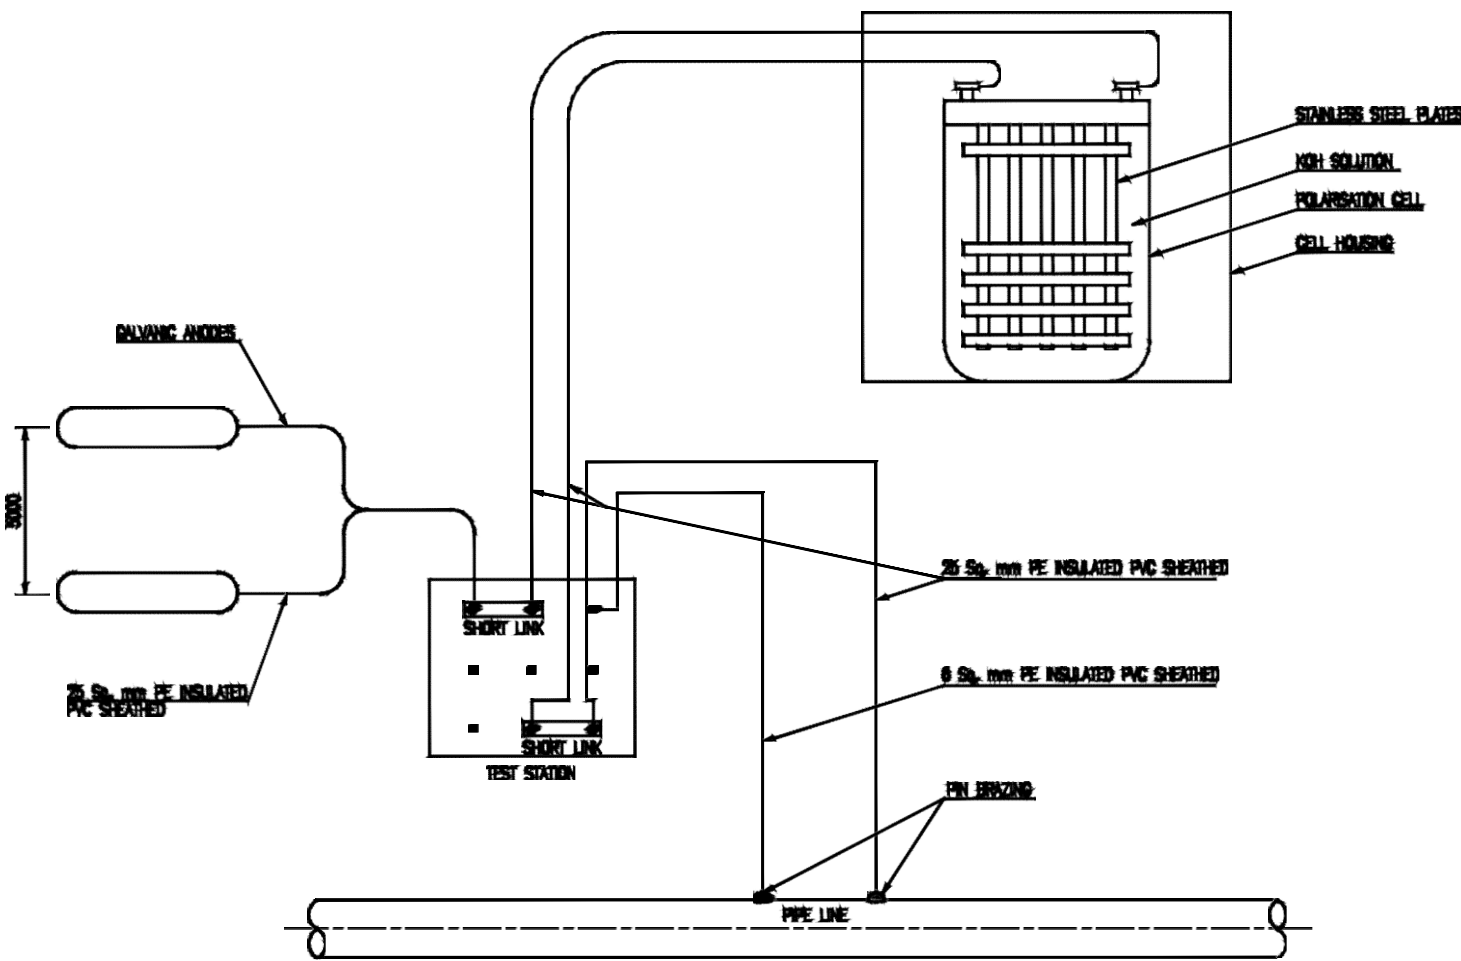 STAINLESS STEEL PLATES
KOH SOLUTION
POLARISATION CELL
CELL HOUSING
GALVANIC ANODES
5000
25 Sq. mm PE INSULATED PVC SHEATHED
SHORT LINK
6 Sq. mm PE INSULATED PVC SHEATHED
25 Sq. mm PE INSULATED
PVC SHEATHED
SHORT LINK
TEST STATION
PIN BRAZING
PIPE LINE